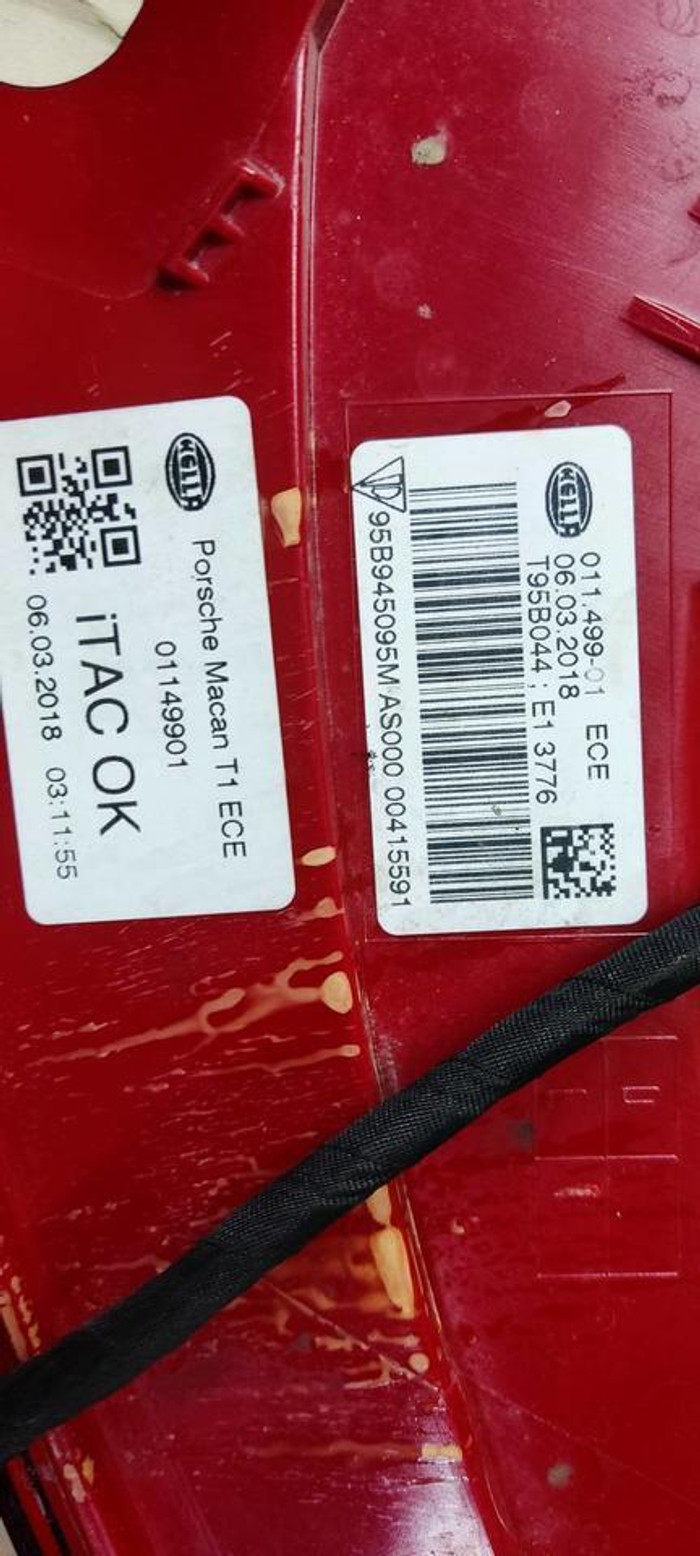 HELLA
Porsche Macan T1 ECE
01149901
iTAC OK
06.03.2018 03:11:55
HELLA
011.499-01 ECE
06.03.2018
T95B044 ; E1 3776
95B945095M AS000 00415591